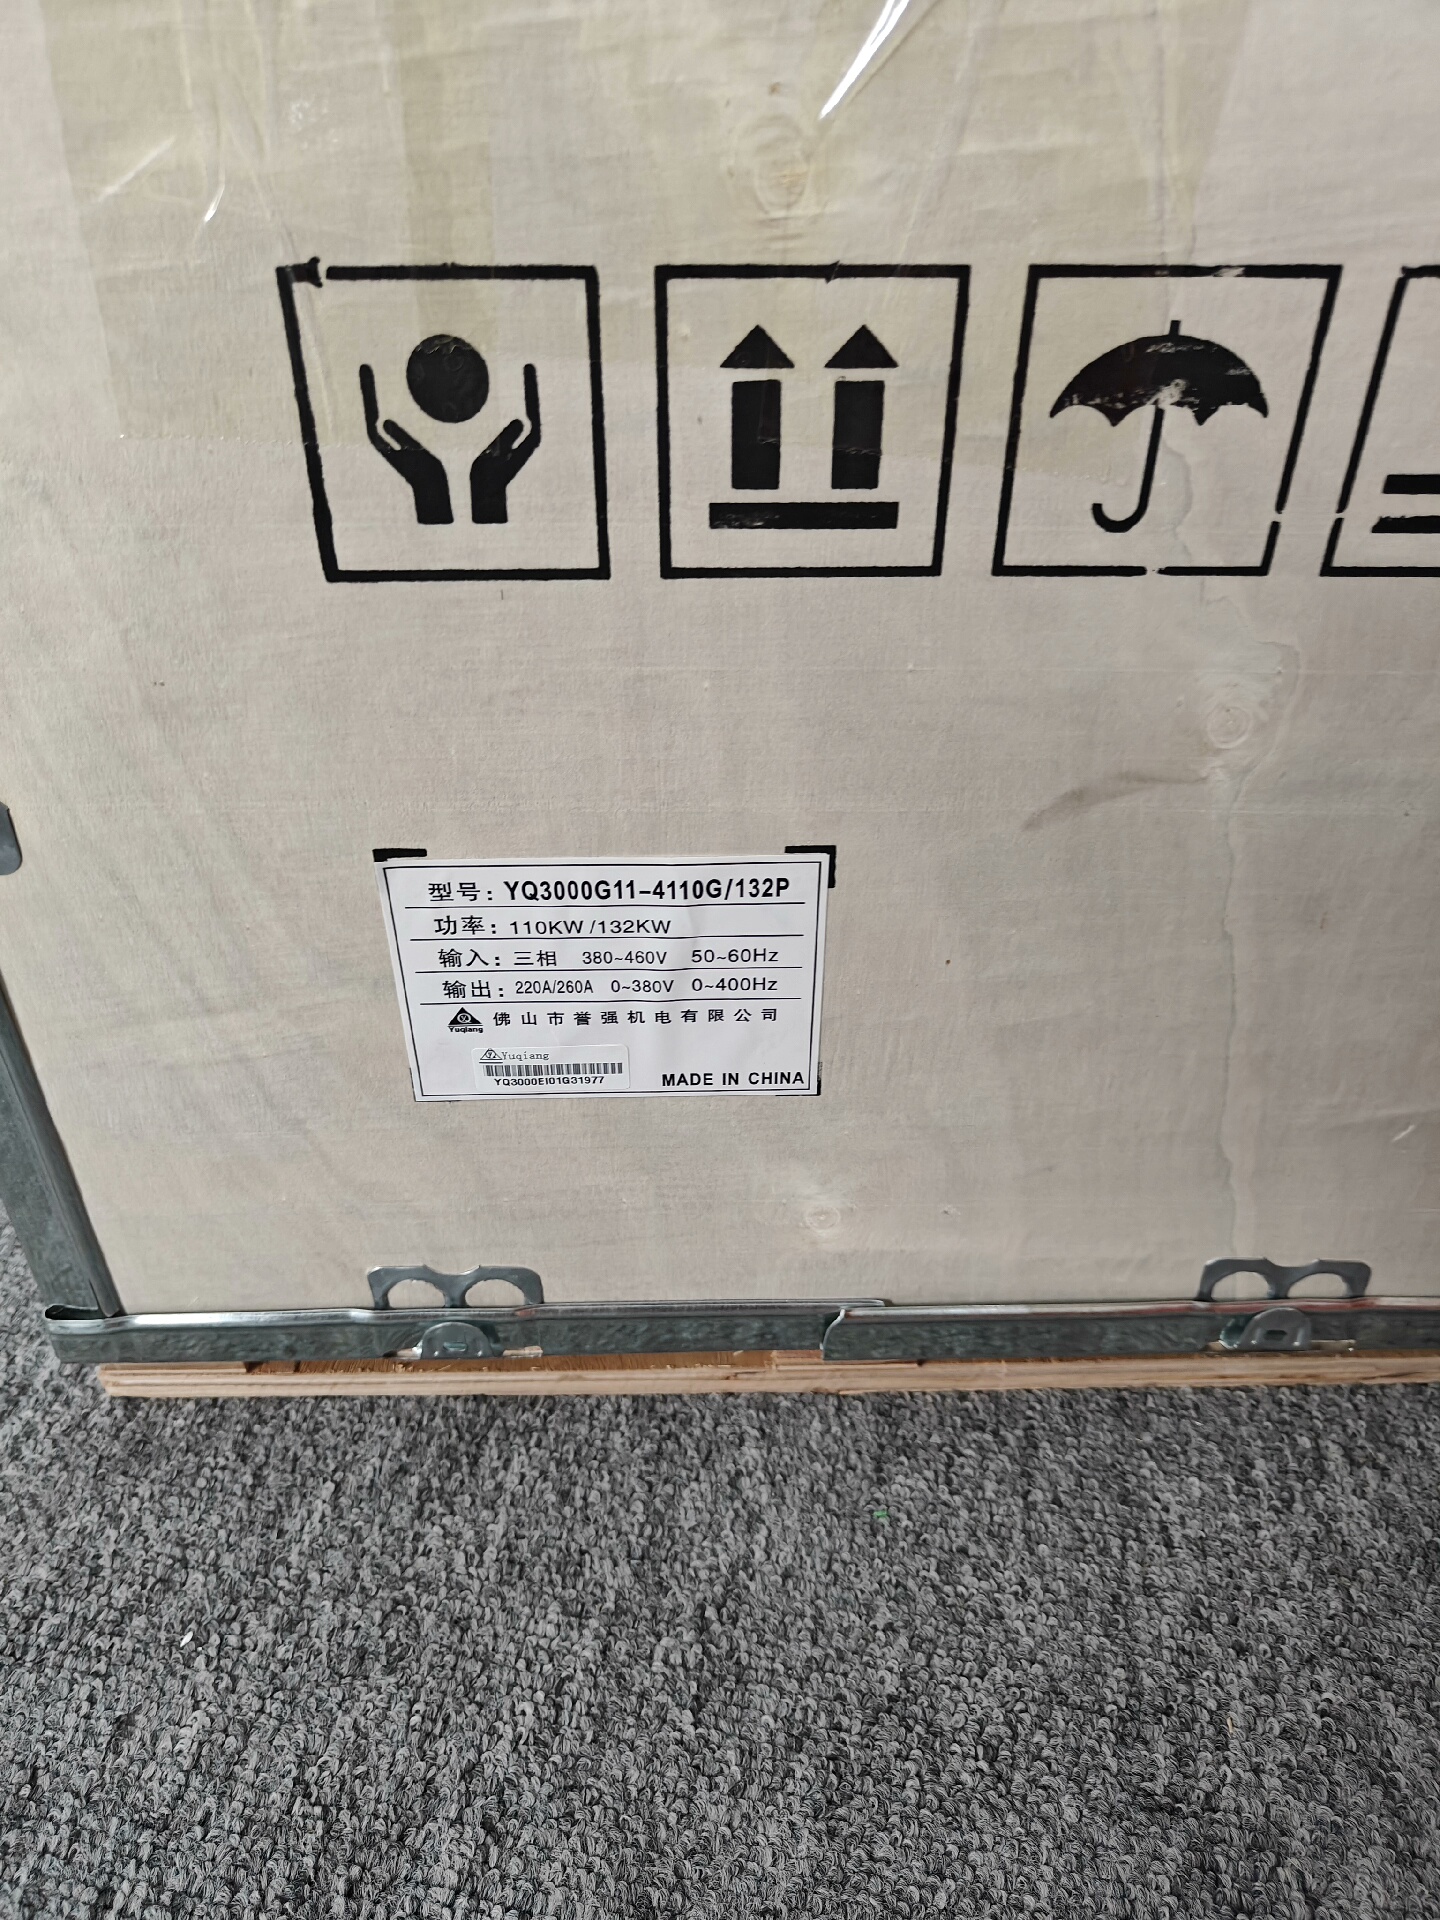 型号: YQ3000G11-4110G/132P
功率: 110KW /132KW
输入: 三相 380~460V 50~60Hz
输出: 220A/260A 0~380V 0~400Hz
Yuqiang 佛山市誉强机电有限公司
Yuqiang
YQ3000EI01G31977
MADE IN CHINA